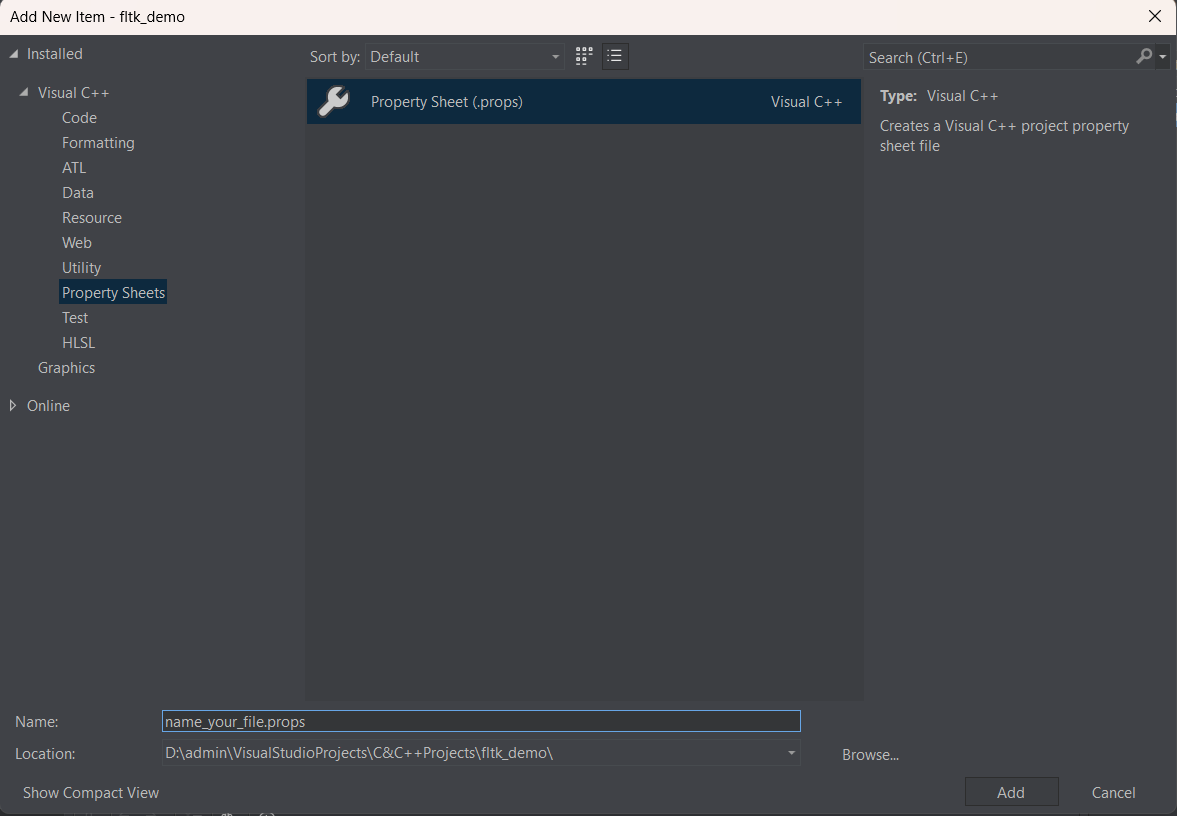 Add New Item - fltk_demo
Installed
Visual C++
Code
Formatting
ATL
Data
Resource
Web
Utility
Property Sheets
Test
HLSL
Graphics
Online
Sort by: Default
Property Sheet (.props) Visual C++
Search (Ctrl+E)
Type: Visual C++
Creates a Visual C++ project property
sheet file
Name: name_your_file.props
Location: D:\admin\VisualStudioProjects\C&C++Projects\fltk_demo\
Browse...
Show Compact View
Add
Cancel